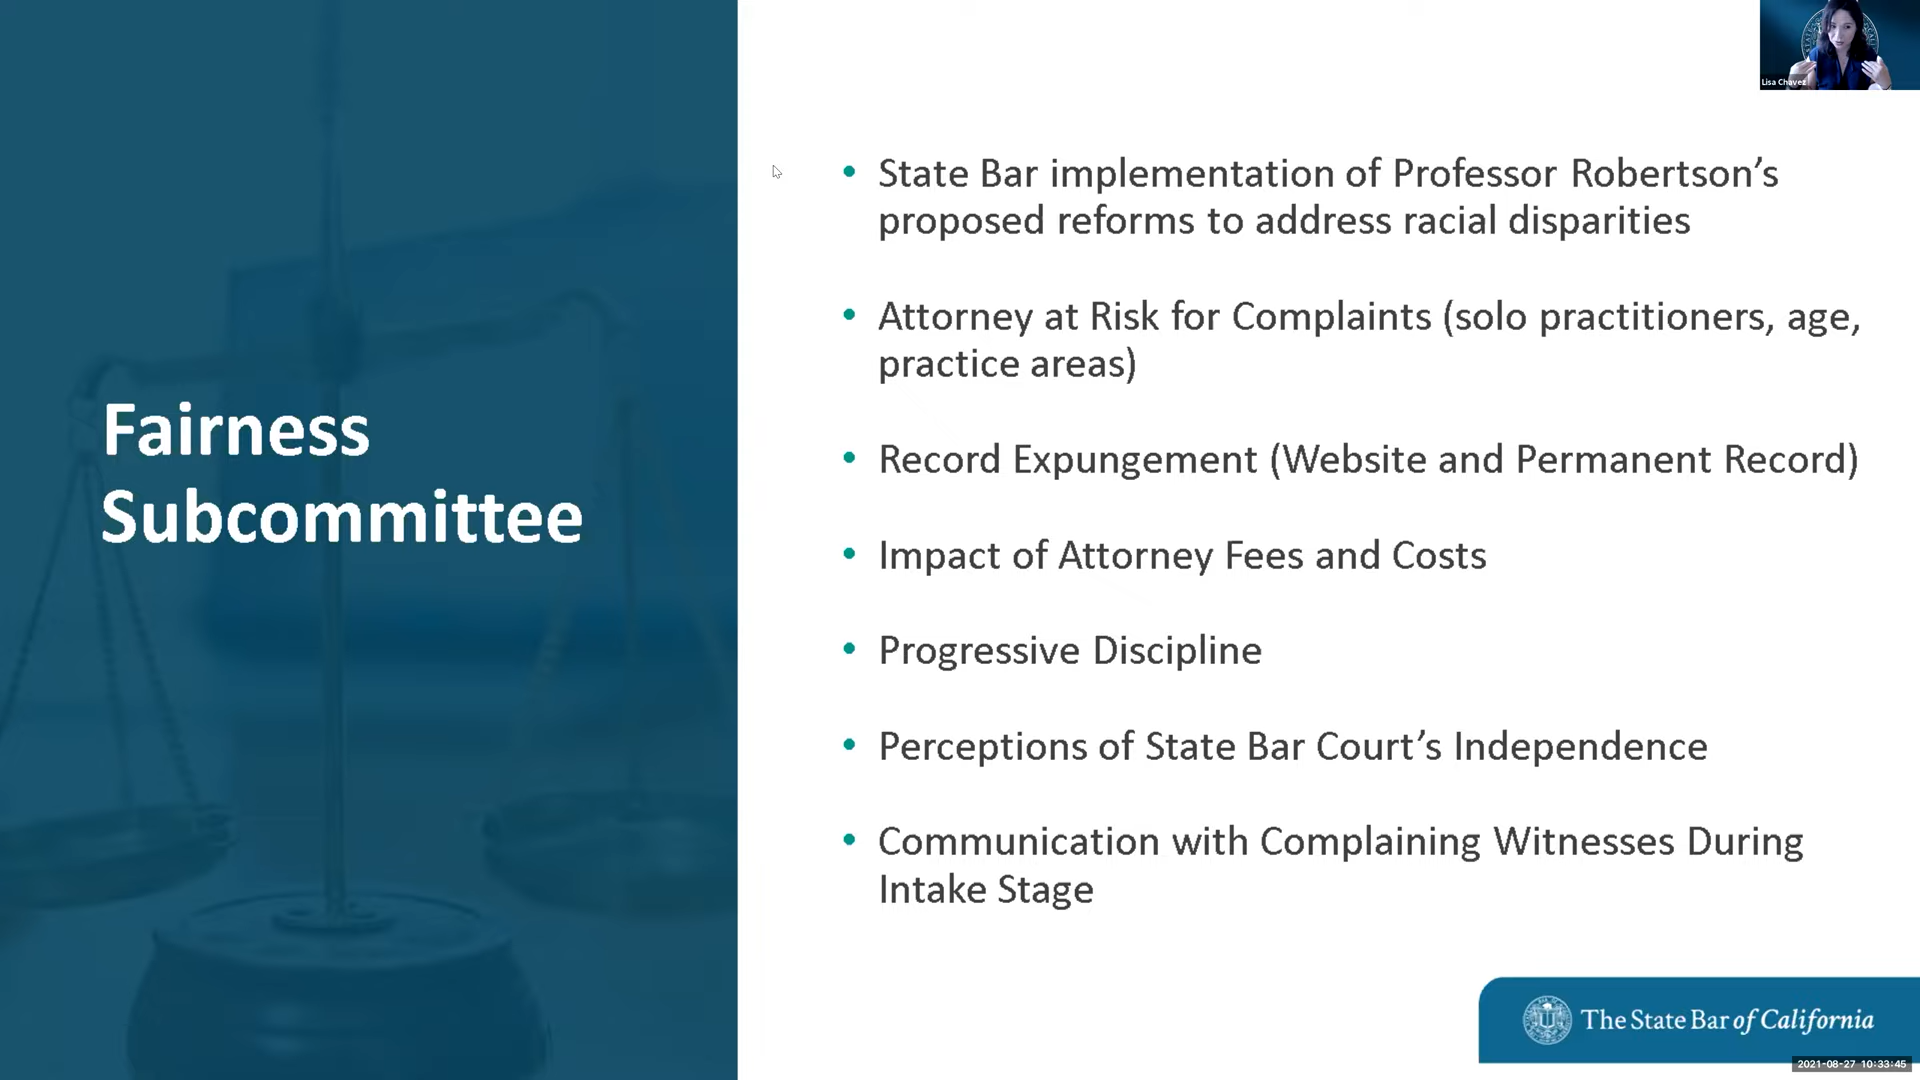 Lisa Chavez
Fairness
Subcommittee
• State Bar implementation of Professor Robertson’s
proposed reforms to address racial disparities
• Attorney at Risk for Complaints (solo practitioners, age,
practice areas)
• Record Expungement (Website and Permanent Record)
• Impact of Attorney Fees and Costs
• Progressive Discipline
• Perceptions of State Bar Court’s Independence
• Communication with Complaining Witnesses During
Intake Stage
The State Bar of California
2021-08-27 10:33:45